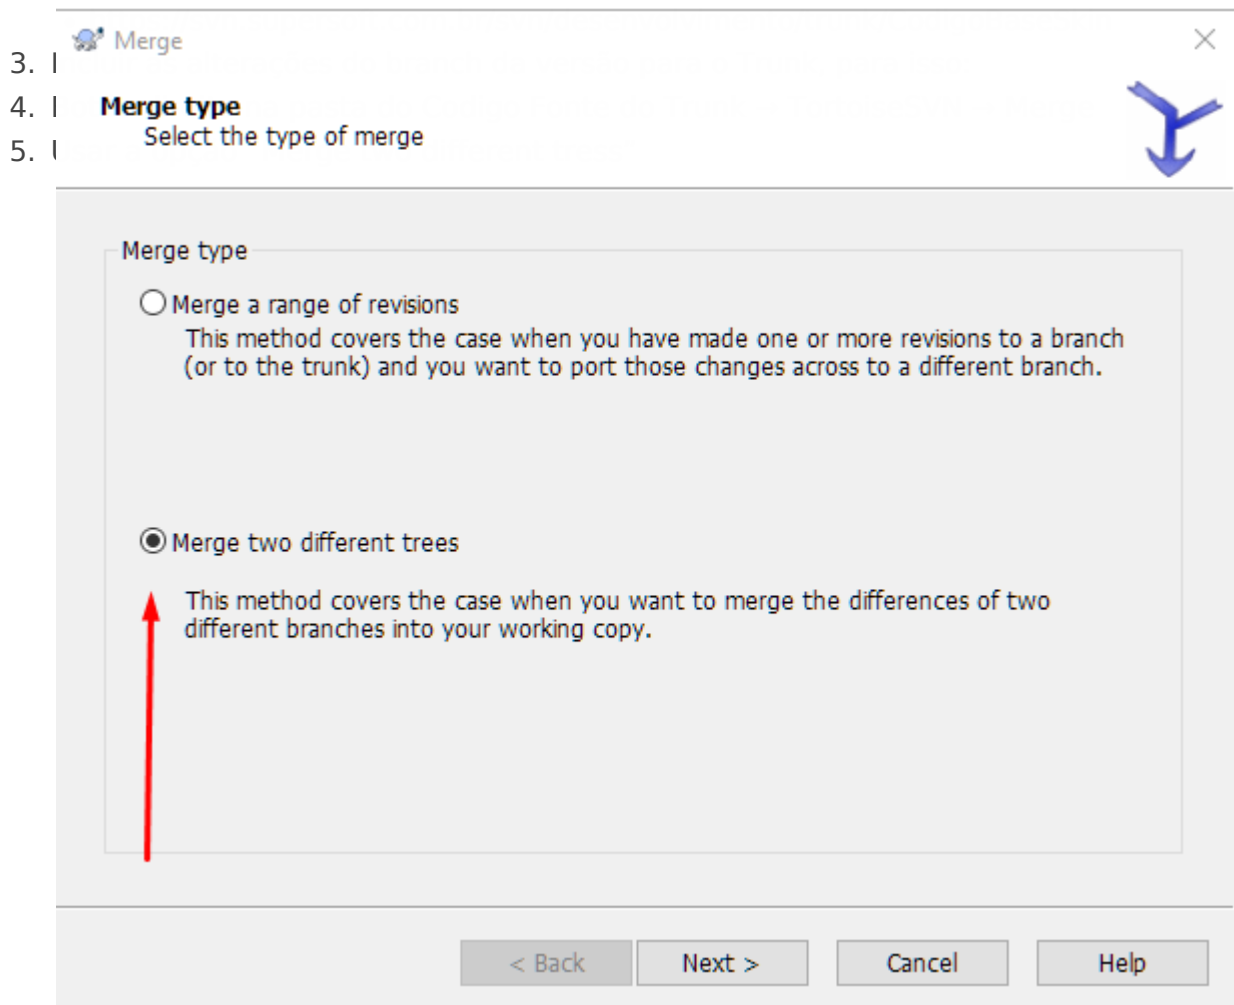 Merge
3.
Merge type
4.
Select the type of merge
5.
Merge type
Merge a range of revisions
This method covers the case when you have made one or more revisions to a branch
(or to the trunk) and you want to port those changes across to a different branch.
Merge two different trees
This method covers the case when you want to merge the differences of two
different branches into your working copy.
< Back
Next >
Cancel
Help